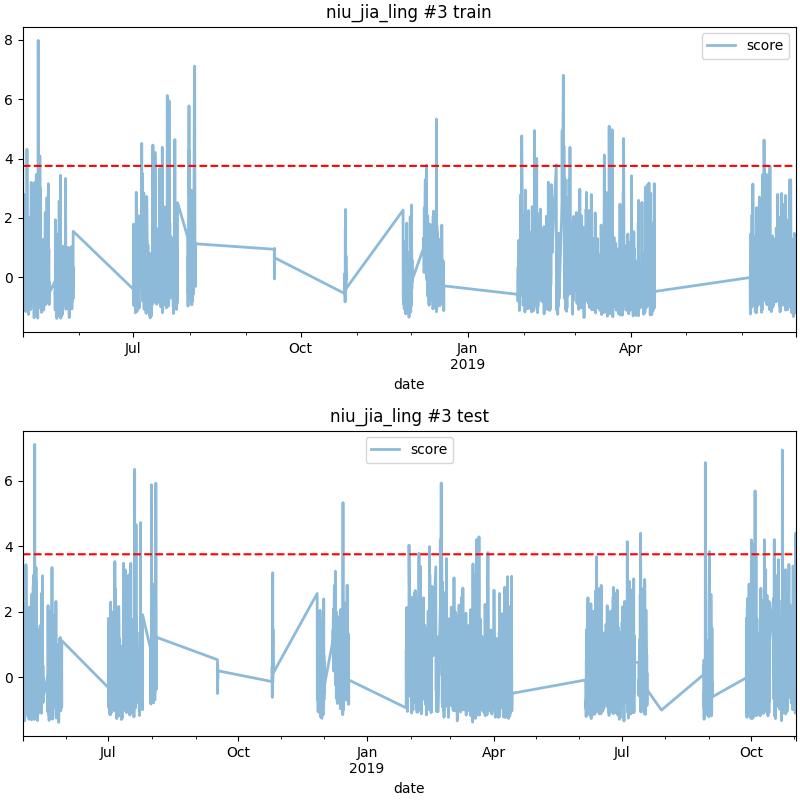 niu_jia_ling #3 train
score
8
6
4
2
0
Jul
Oct
Jan
2019
Apr
date
niu_jia_ling #3 test
score
6
4
2
0
Jul
Oct
Jan
2019
Apr
Jul
Oct
date